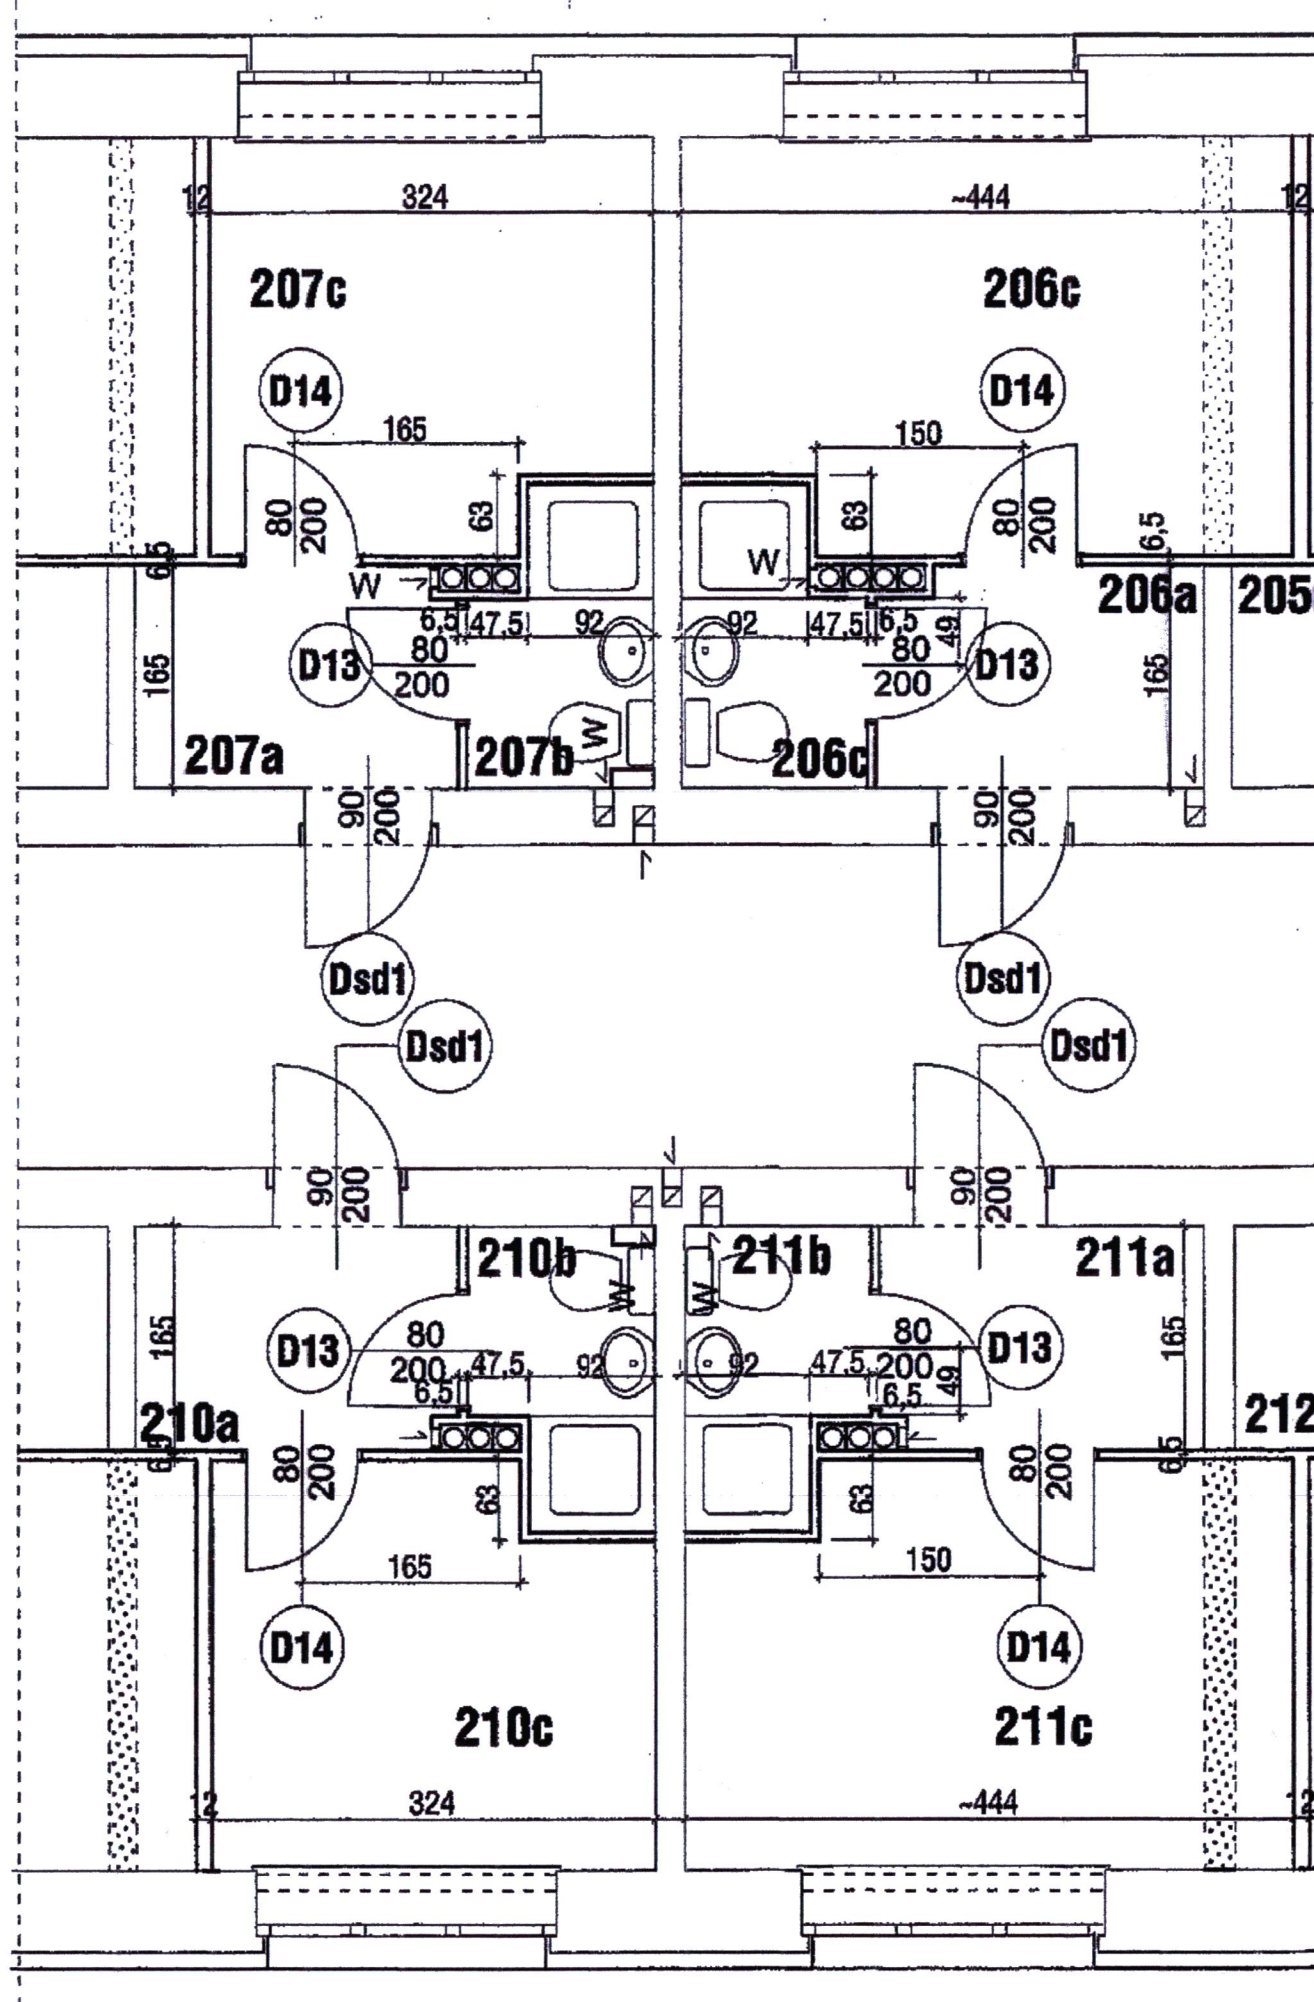 12 324 ~444 12
207c 206c
D14 D14
165 150
80 200 63 63 80 200
6,5 6,5
W W
206a 205
6,5 47,5 92 92 47,5 6,5 49
165 D13 80 80 D13 165
200 200
W
207a 207b 206c
90 200 90 200
Dsd1 Dsd1
Dsd1 Dsd1
90 200 90 200
210b 211b 211a
W W
165 D13 80 80 D13 165
200 47,5 92 92 47,5 200 49
6,5 6,5
210a 212
6,5 80 200 80 200 6,5
63 63
165 150
D14 D14
210c 211c
12 324 ~444 12